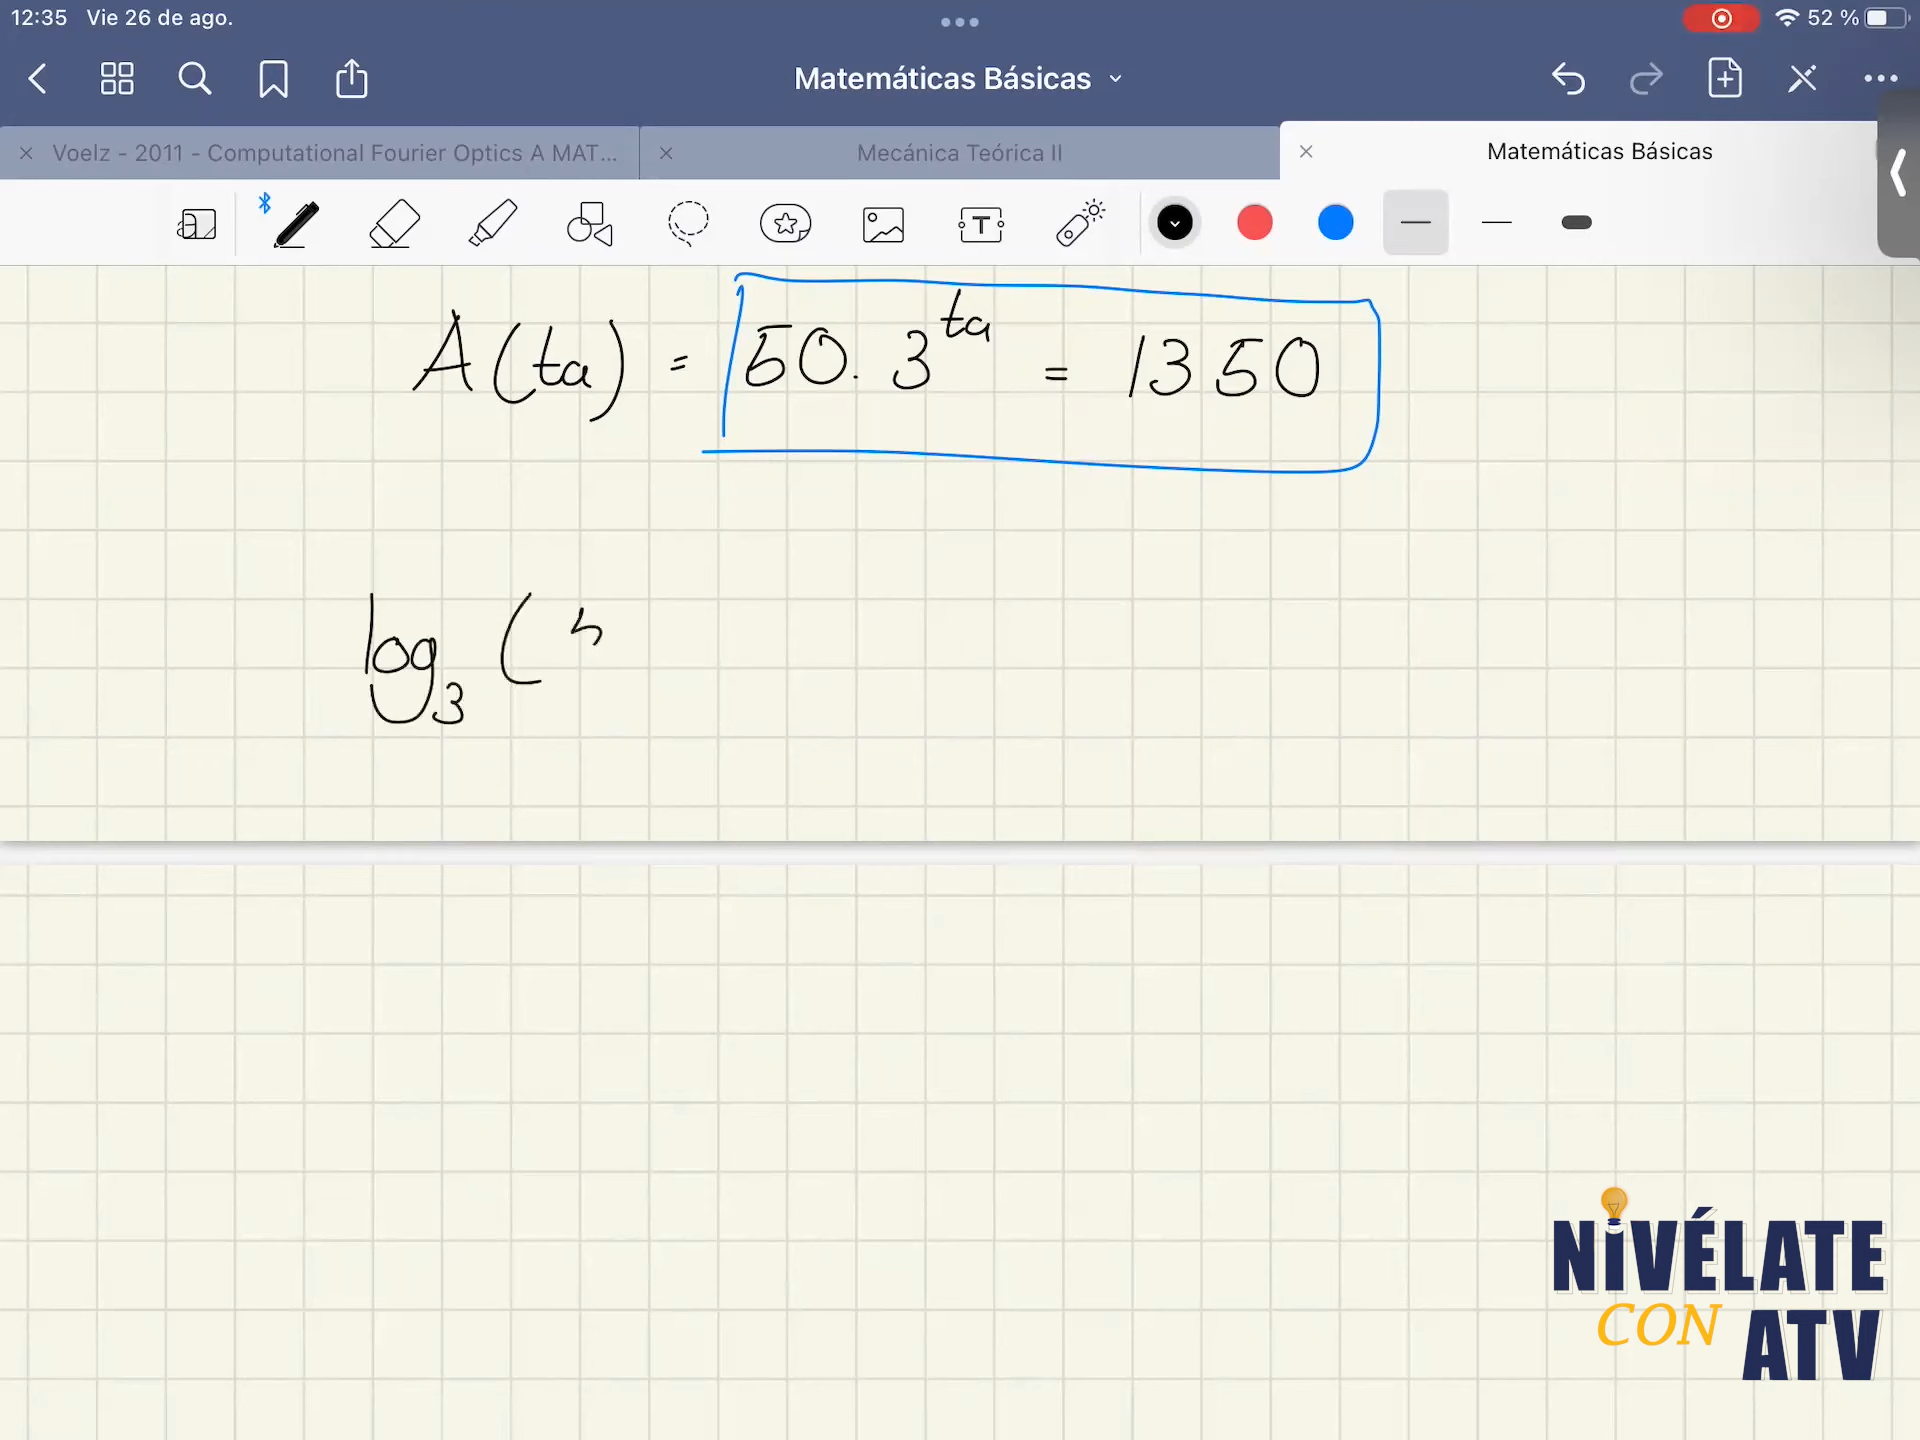 12:35 Vie 26 de ago.
52 %
Matemáticas Básicas
Voelz - 2011 - Computational Fourier Optics A MAT...
Mecánica Teórica II
Matemáticas Básicas
A(ta) = 50. 3^ta = 1350
log₃ (
NIVÉLATE
CON
ATV